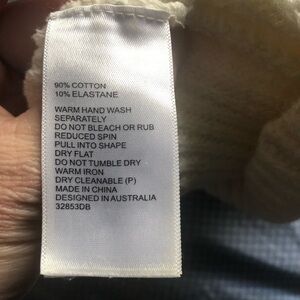 90% COTTON
10% ELASTANE
WARM HAND WASH
SEPARATELY
DO NOT BLEACH OR RUB
REDUCED SPIN
PULL INTO SHAPE
DRY FLAT
DO NOT TUMBLE DRY
WARM IRON
DRY CLEANABLE (P)
MADE IN CHINA
DESIGNED IN AUSTRALIA
32853DB